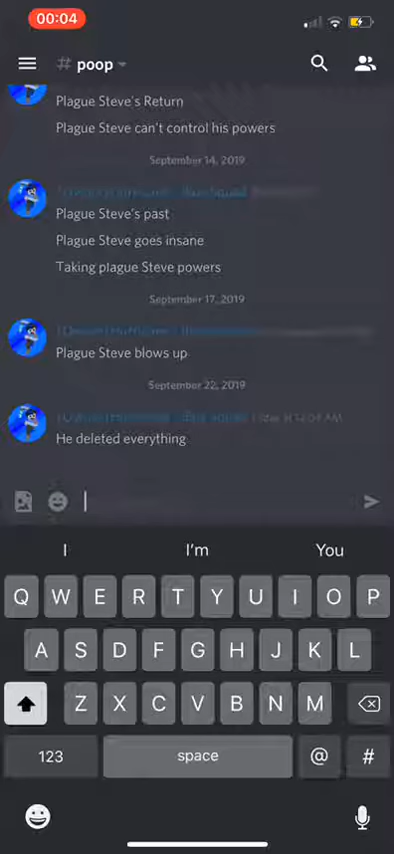 00:04
# poop
Plague Steve's Return
Plague Steve can't control his powers
September 14, 2019
Plague Steve's past
Plague Steve goes insane
Taking plague Steve powers
September 17, 2019
Plague Steve blows up
September 22, 2019
He deleted everything
I I'm You
Q W E R T Y U I O P
A S D F G H J K L
Z X C V B N M
123 space @ #